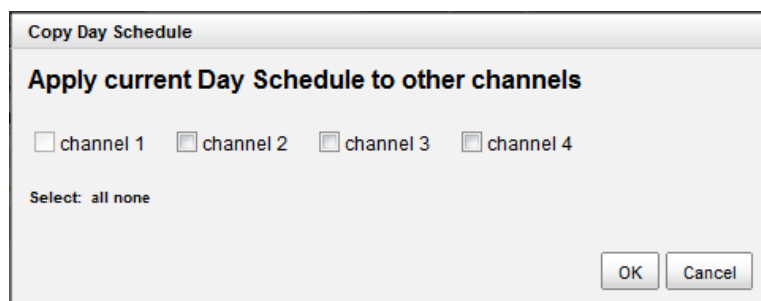 Copy Day Schedule
Apply current Day Schedule to other channels
channel 1 channel 2 channel 3 channel 4
Select: all none
OK Cancel